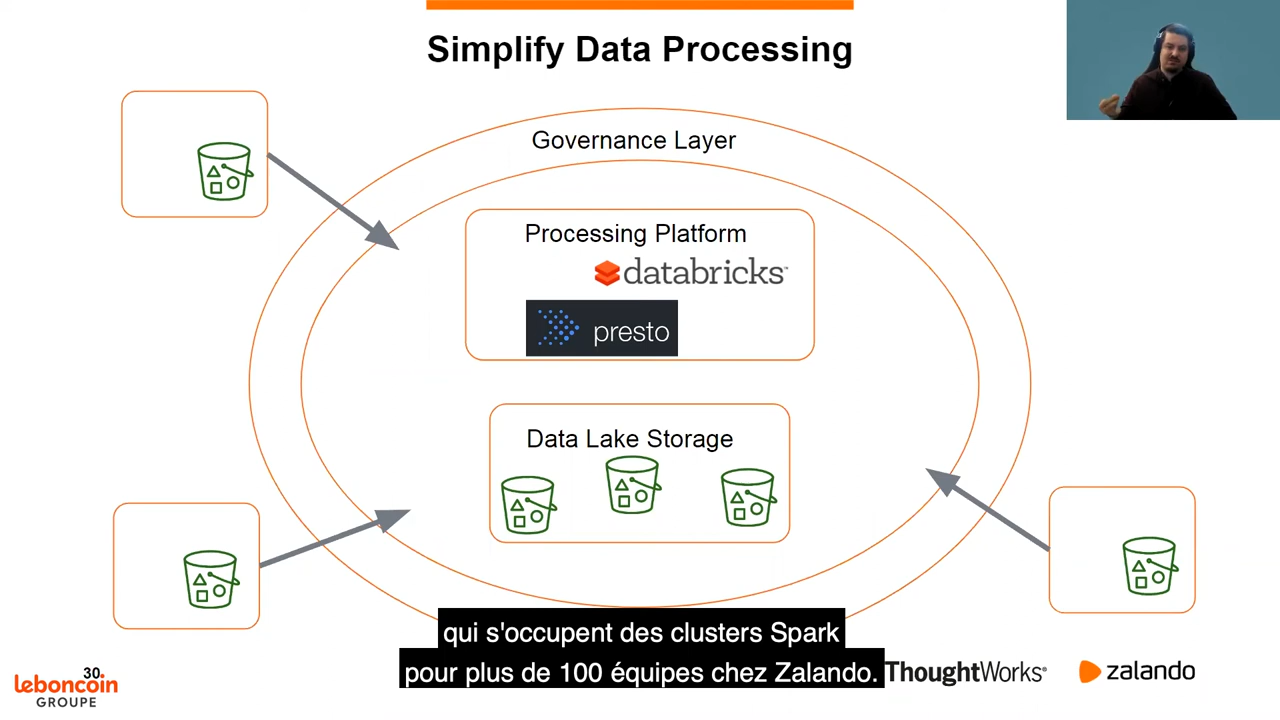 Simplify Data Processing
Governance Layer
Processing Platform
databricks
presto
Data Lake Storage
qui s'occupent des clusters Spark
pour plus de 100 équipes chez Zalando.
30
leboncoin
GROUPE
ThoughtWorks
zalando